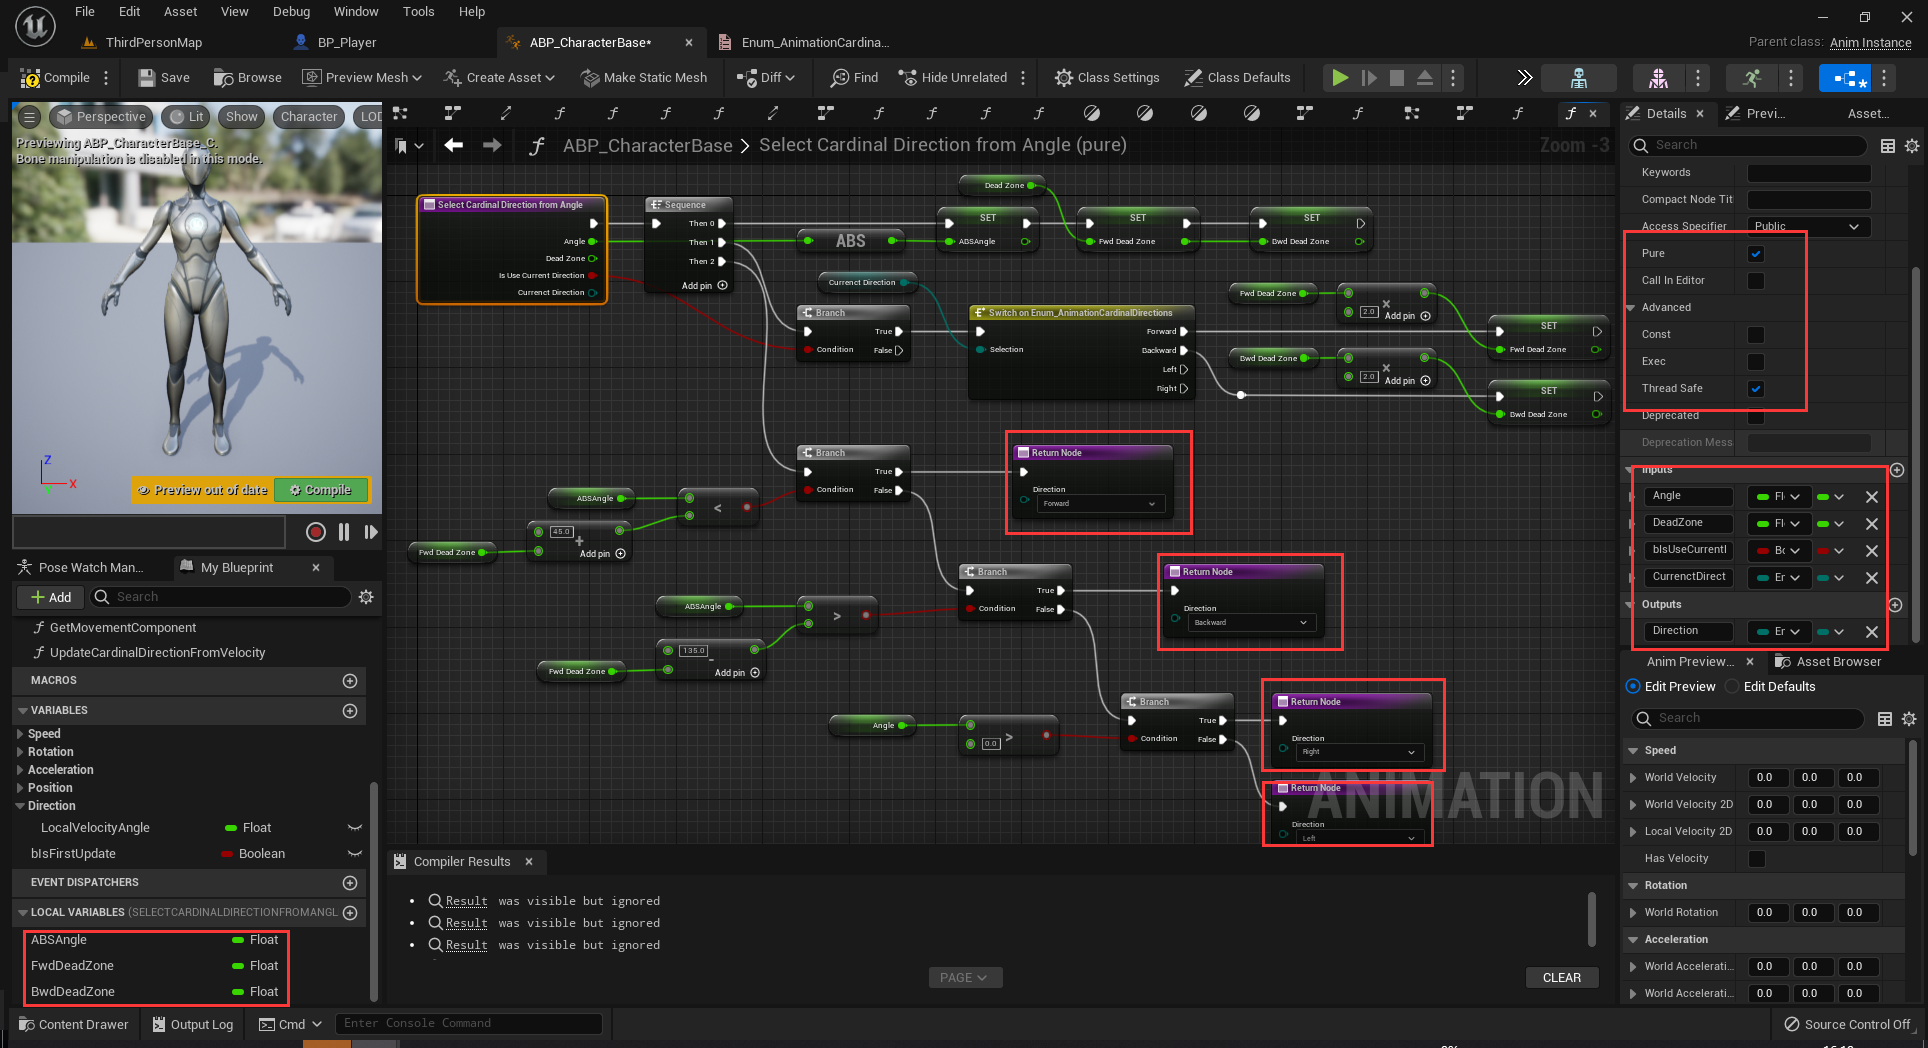 File Edit Asset View Debug Window Tools Help
ThirdPersonMap BP_Player ABP_CharacterBase* Enum_AnimationCardina...
Parent class: Anim Instance
Compile Save Browse Preview Mesh Create Asset Make Static Mesh Diff Find Hide Unrelated Class Settings Class Defaults
Perspective Lit Show Character LOD
Previewing ABP_CharacterBase_C.
Bone manipulation is disabled in this mode.
Z
X
Preview out of date Compile
ABP_CharacterBase > Select Cardinal Direction from Angle (pure)
Zoom -3
Select Cardinal Direction from Angle
Angle
Dead Zone
Is Use Current Direction
Currenct Direction
Sequence
Then 0
Then 1
Then 2
Add pin
ABS
Dead Zone
SET
ABSAngle
SET
Fwd Dead Zone
SET
Bwd Dead Zone
Currenct Direction
Branch
True
Condition False
Switch on Enum_AnimationCardinalDirections
Forward
Selection Backward
Left
Right
Fwd Dead Zone
2.0
Add pin
Bwd Dead Zone
2.0
Add pin
SET
Fwd Dead Zone
SET
Bwd Dead Zone
Branch
True
Condition False
Return Node
Direction
Forward
ABSAngle
<
45.0
+
Add pin
Fwd Dead Zone
Branch
True
Condition False
Return Node
Direction
Backward
ABSAngle
>
135.0
-
Add pin
Fwd Dead Zone
Branch
True
Condition False
Return Node
Direction
Right
Return Node
Direction
Left
Angle
0.0
>
ANIMATION
Pose Watch Man... My Blueprint
+ Add Search
GetMovementComponent
UpdateCardinalDirectionFromVelocity
MACROS
VARIABLES
Speed
Rotation
Acceleration
Position
Direction
LocalVelocityAngle Float
bIsFirstUpdate Boolean
EVENT DISPATCHERS
LOCAL VARIABLES (SELECTCARDINALDIRECTIONFROMANGL
ABSAngle Float
FwdDeadZone Float
BwdDeadZone Float
Compiler Results
Result was visible but ignored
Result was visible but ignored
Result was visible but ignored
PAGE
CLEAR
Details Previ... Asset...
Search
Keywords
Compact Node Tit
Access Specifier Public
Pure
Call In Editor
Advanced
Const
Exec
Thread Safe
Deprecated
Deprecation Mess
Inputs
Angle Fl
DeadZone Fl
bIsUseCurrentI Bo
CurrenctDirect Er
Outputs
Direction Er
Anim Preview... Asset Browser
Edit Preview Edit Defaults
Search
Speed
World Velocity 0.0 0.0 0.0
World Velocity 2D 0.0 0.0 0.0
Local Velocity 2D 0.0 0.0 0.0
Has Velocity
Rotation
World Rotation 0.0 0.0 0.0
Acceleration
World Accelerati... 0.0 0.0 0.0
World Accelerati... 0.0 0.0 0.0
Content Drawer Output Log Cmd Enter Console Command Source Control Off